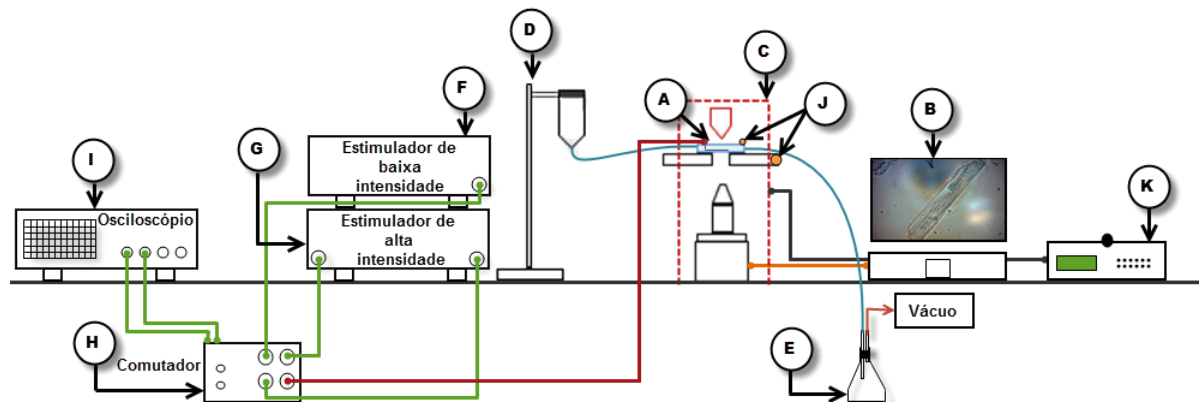 D
C
F
A
J
B
G
Estimulador de
baixa
intensidade
I
K
Osciloscópio
Estimulador de
alta
intensidade
Vácuo
H
Comutador
E